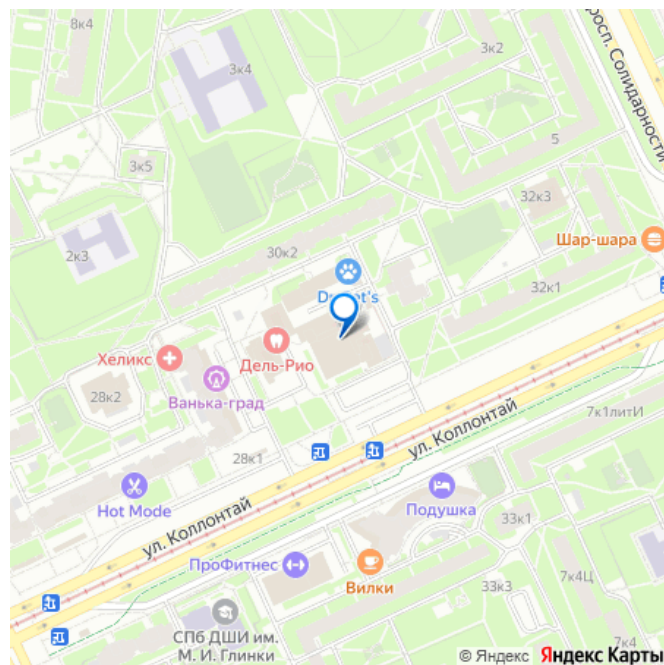 8к4
3к4
3к2
просп. Солидарности
5
3к5
32к3
2к3
30к2
Шар-шара
32к1
Хеликс
Дель-Рио
Ванька-град
28к2
7к1литИ
ул. Коллонтай
28к1
Hot Mode
Подушка
ул. Коллонтай
33к1
ПроФитнес
Вилки
33к3
7к4Ц
СПб ДШИ им.
М. И. Глинки
7к4
© Яндекс Яндекс Карты